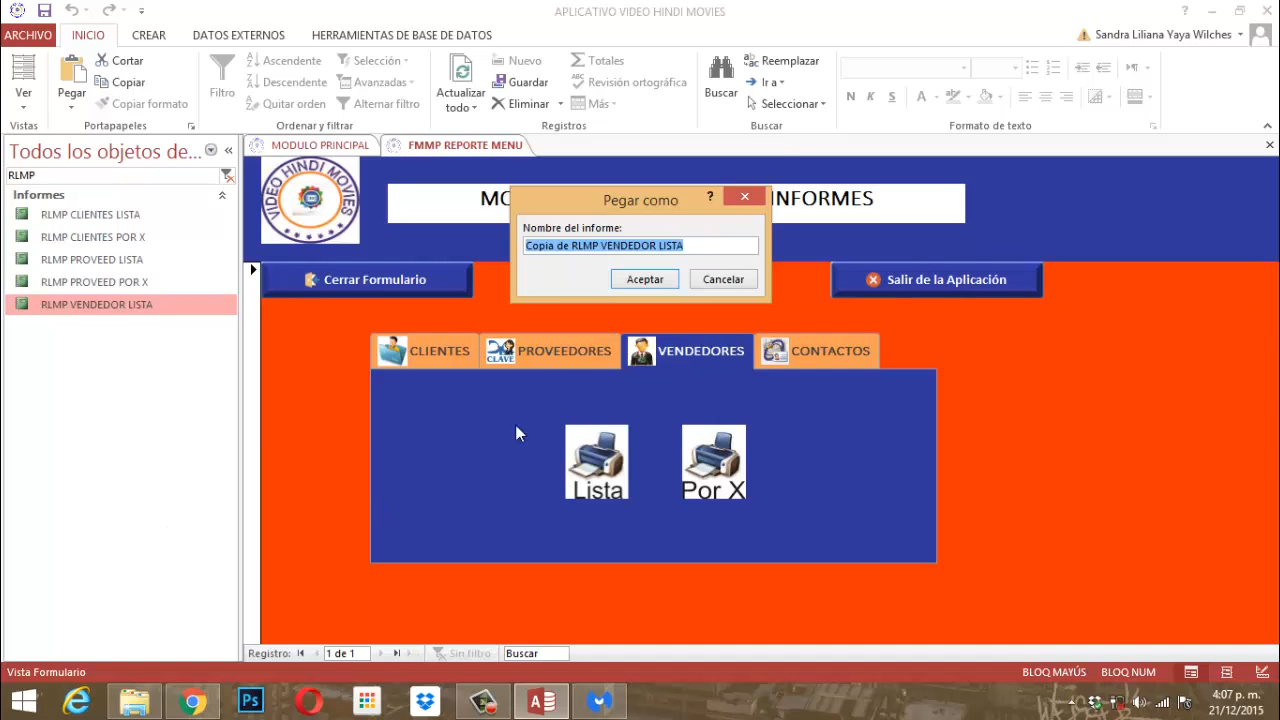 APLICATIVO VIDEO HINDI MOVIES
ARCHIVO INICIO CREAR DATOS EXTERNOS HERRAMIENTAS DE BASE DE DATOS
Sandra Liliana Yaya Wilches
Ver
Vistas
Pegar
Cortar
Copiar
Copiar formato
Portapapeles
Filtro
Ascendente
Descendente
Quitar orden
Selección
Avanzadas
Alternar filtro
Ordenar y filtrar
Actualizar todo
Nuevo
Guardar
Eliminar
Totales
Revisión ortográfica
Más
Registros
Buscar
Reemplazar
Ir a
Seleccionar
Buscar
N K S
A
Formato de texto
Todos los objetos de...
RLMP
Informes
RLMP CLIENTES LISTA
RLMP CLIENTES POR X
RLMP PROVEED LISTA
RLMP PROVEED POR X
RLMP VENDEDOR LISTA
MODULO PRINCIPAL
FMMP REPORTE MENU
VIDEO HINDI MOVIES
MO
NFORMES
Pegar como
Nombre del informe:
Copia de RLMP VENDEDOR LISTA
Aceptar Cancelar
Cerrar Formulario
Salir de la Aplicación
CLIENTES
CLAVE
PROVEEDORES
VENDEDORES
CONTACTOS
Lista
Por X
Registro: 1 de 1 Sin filtro Buscar
Vista Formulario
BLOQ MAYÚS BLOQ NUM
Ps
4:07 p. m.
21/12/2015